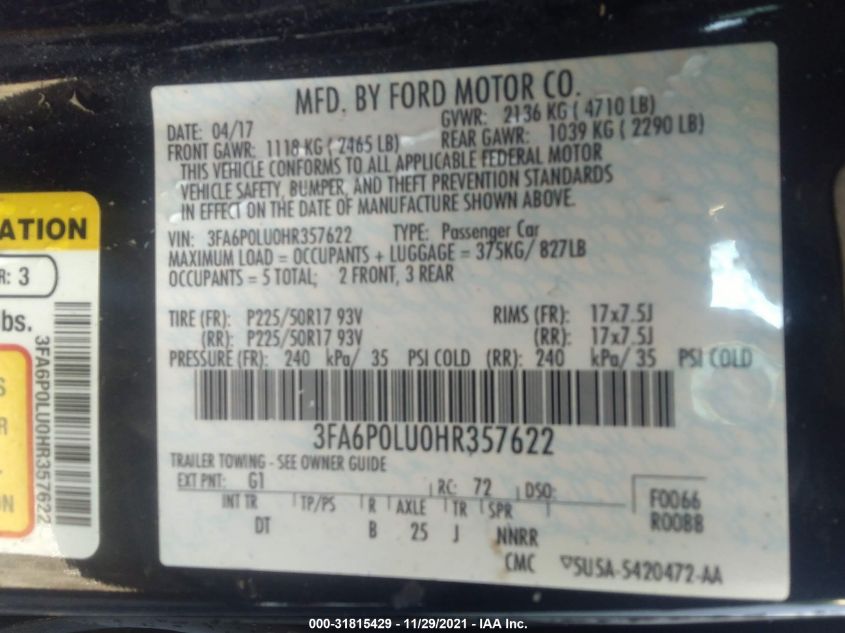 MFD. BY FORD MOTOR CO.
DATE: 04/17 GVWR: 2136 KG ( 4710 LB)
FRONT GAWR: 1118 KG ( 2465 LB) REAR GAWR: 1039 KG ( 2290 LB)
THIS VEHICLE CONFORMS TO ALL APPLICABLE FEDERAL MOTOR
VEHICLE SAFETY, BUMPER, AND THEFT PREVENTION STANDARDS
IN EFFECT ON THE DATE OF MANUFACTURE SHOWN ABOVE.
VIN: 3FA6P0LU0HR357622 TYPE: Passenger Car
MAXIMUM LOAD = OCCUPANTS + LUGGAGE = 375KG/ 827LB
OCCUPANTS = 5 TOTAL; 2 FRONT, 3 REAR
TIRE (FR): P225/50R17 93V RIMS (FR): 17x7.5J
(RR): P225/50R17 93V (RR): 17x7.5J
PRESSURE (FR): 240 kPa/ 35 PSI COLD (RR): 240 kPa/ 35 PSI COLD
3FA6P0LU0HR357622
TRAILER TOWING - SEE OWNER GUIDE
EXT PNT: G1 RC: 72 DSO:
INT TR TP/PS R AXLE TR SPR
DT B 25 J NNRR
F0066
R0088
CMC ▽5U5A-5420472-AA
ATION
R: 3
lbs.
3FA6P0LU0HR357622
S
R
L.
ON
000-31815429 - 11/29/2021 - IAA Inc.